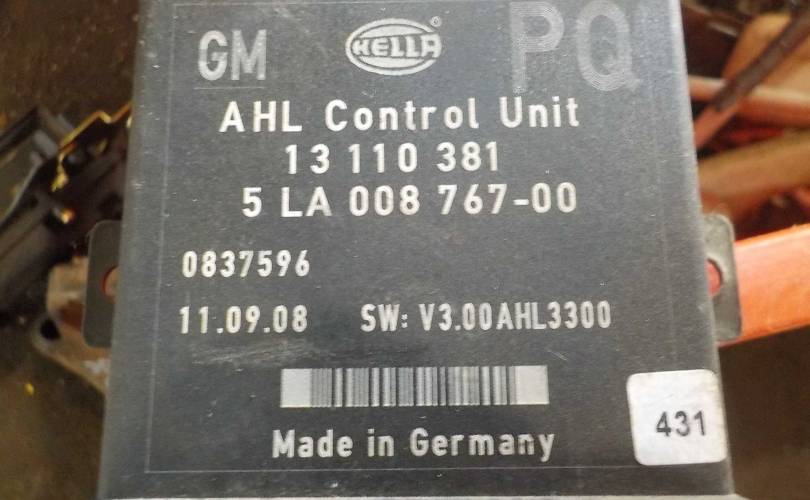 GM HELLA® PQ
AHL Control Unit
13 110 381
5 LA 008 767-00
0837596
11.09.08 SW: V3.00AHL3300
Made in Germany
431